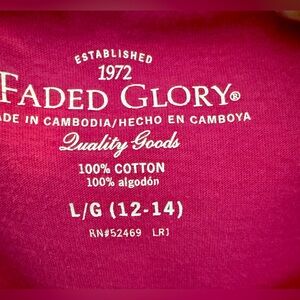 ESTABLISHED
1972
FADED GLORY®
ADE IN CAMBODIA/HECHO EN CAMBOYA
Quality Goods
100% COTTON
100% algodón
L/G (12-14)
RN#52469 LR1